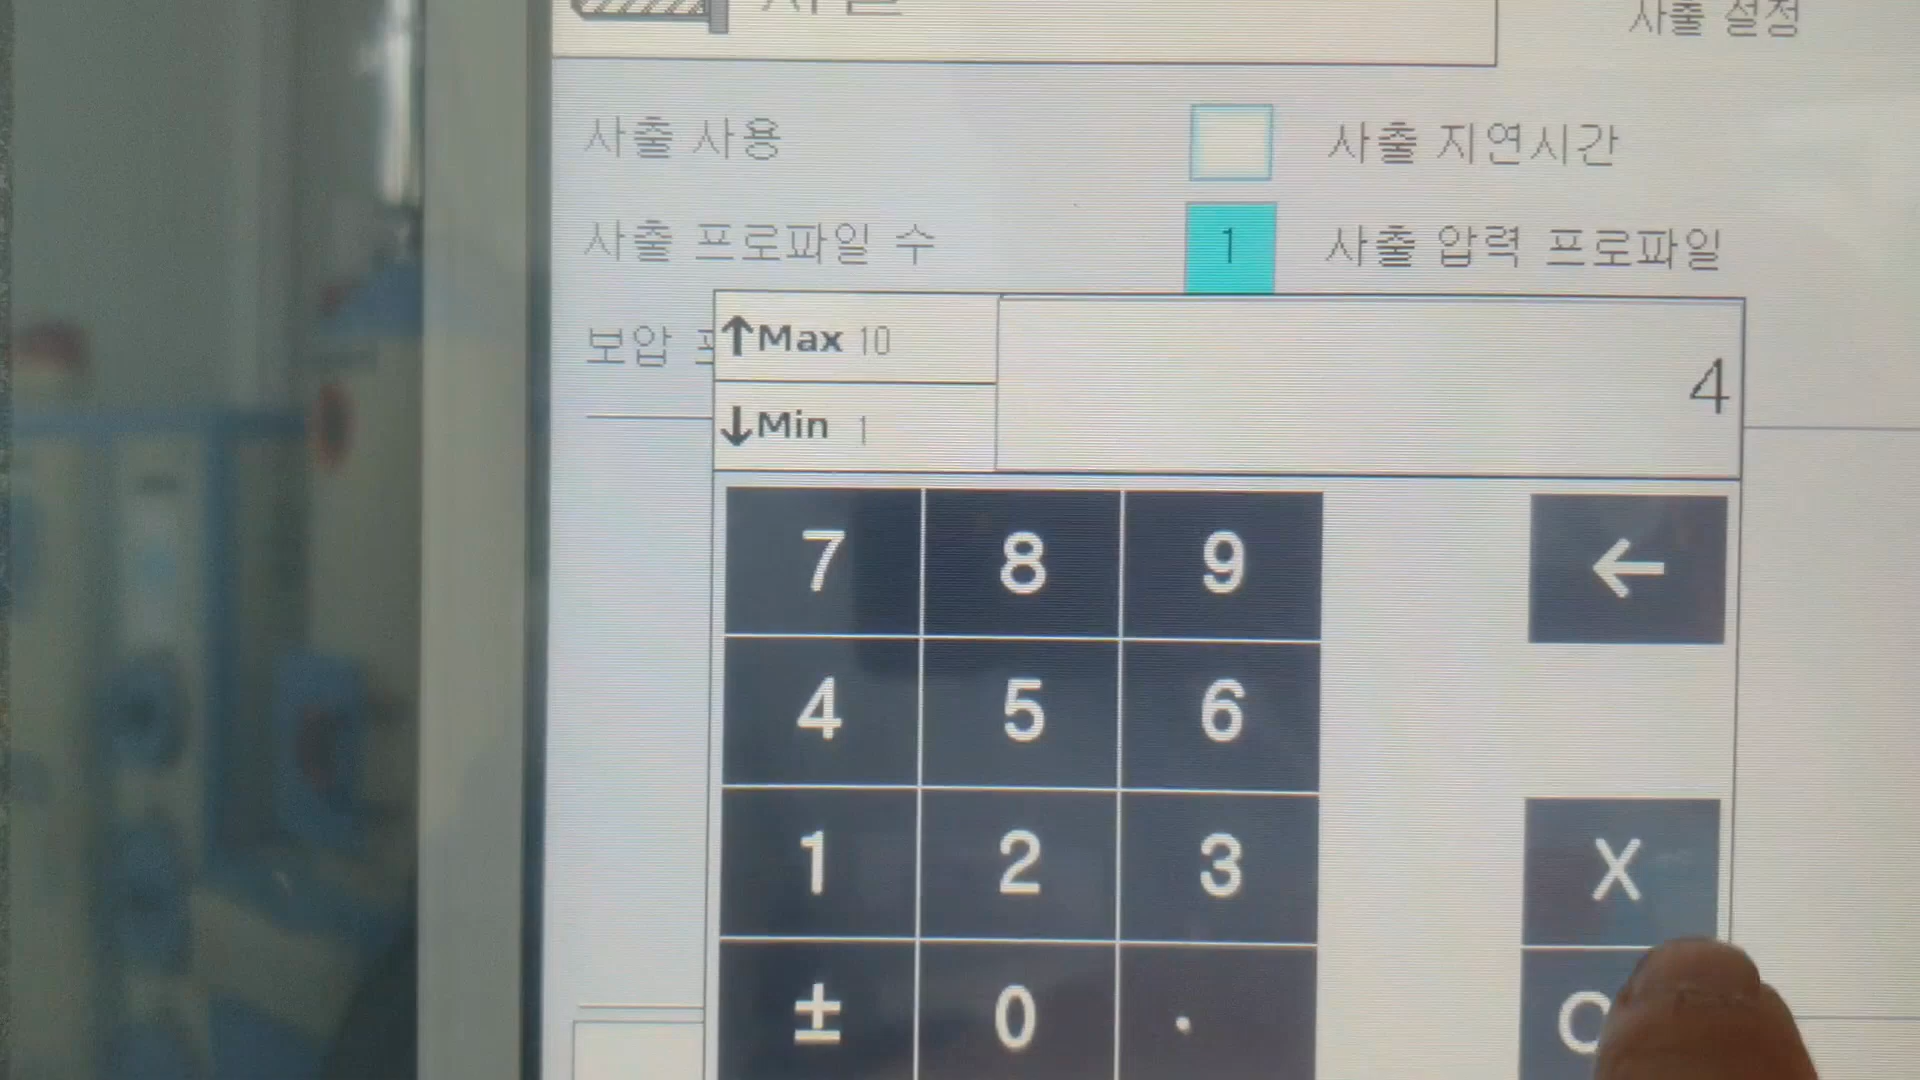 사출 설정
사출 사용
사출 지연시간
사출 프로파일 수
1
사출 압력 프로파일
보압
↑Max 10
4
↓Min 1
7 8 9 ←
4 5 6
1 2 3 X
± 0 .